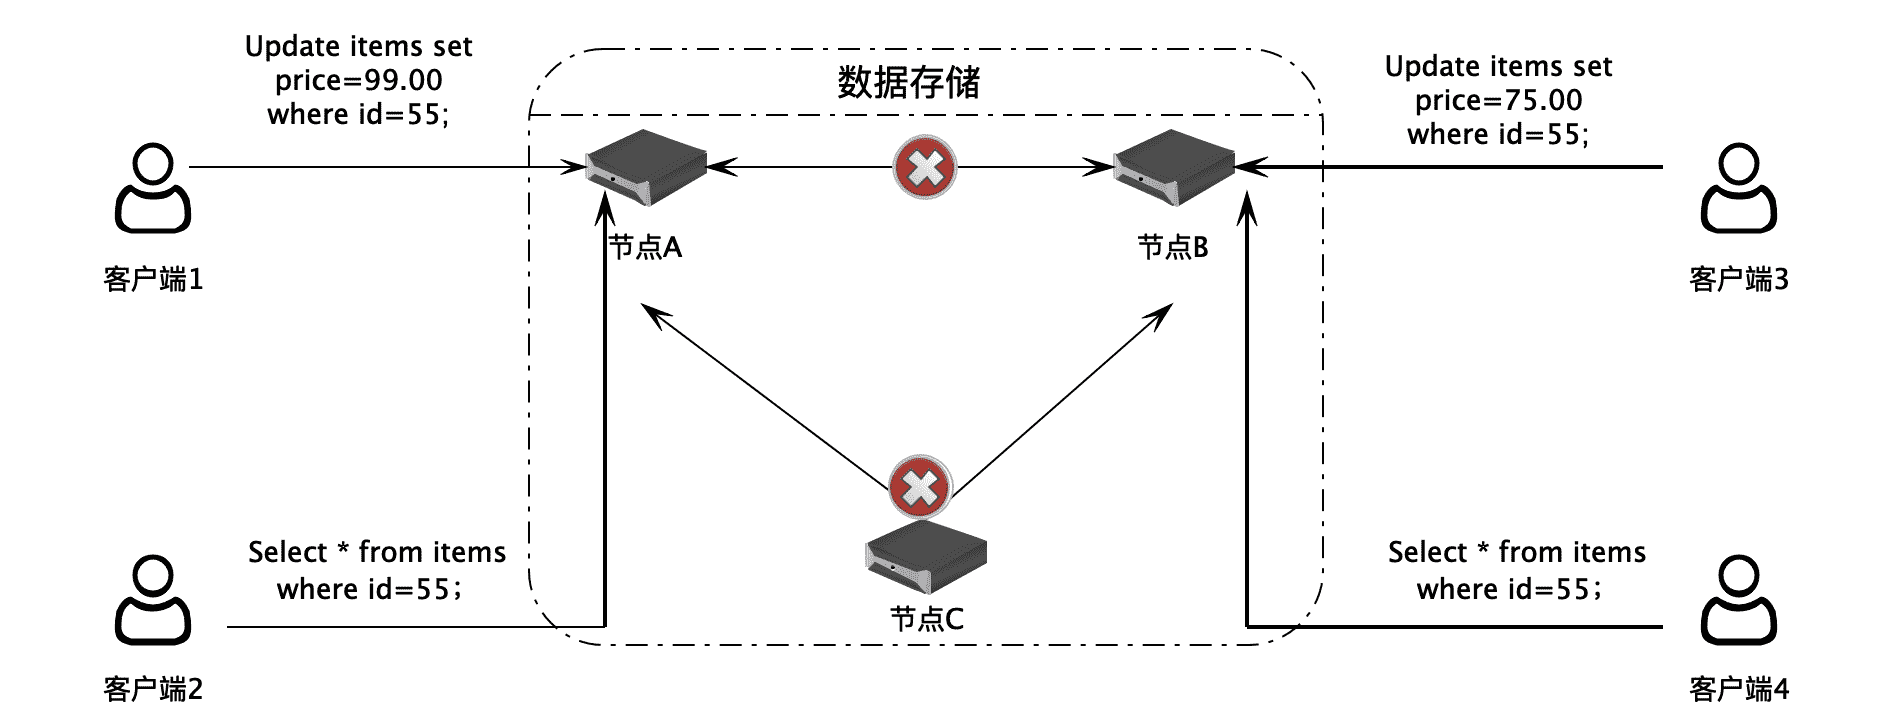 Update items set
price=99.00
where id=55;
数据存储
Update items set
price=75.00
where id=55;
节点A
节点B
客户端1
客户端3
Select * from items
where id=55；
节点C
Select * from items
where id=55；
客户端2
客户端4